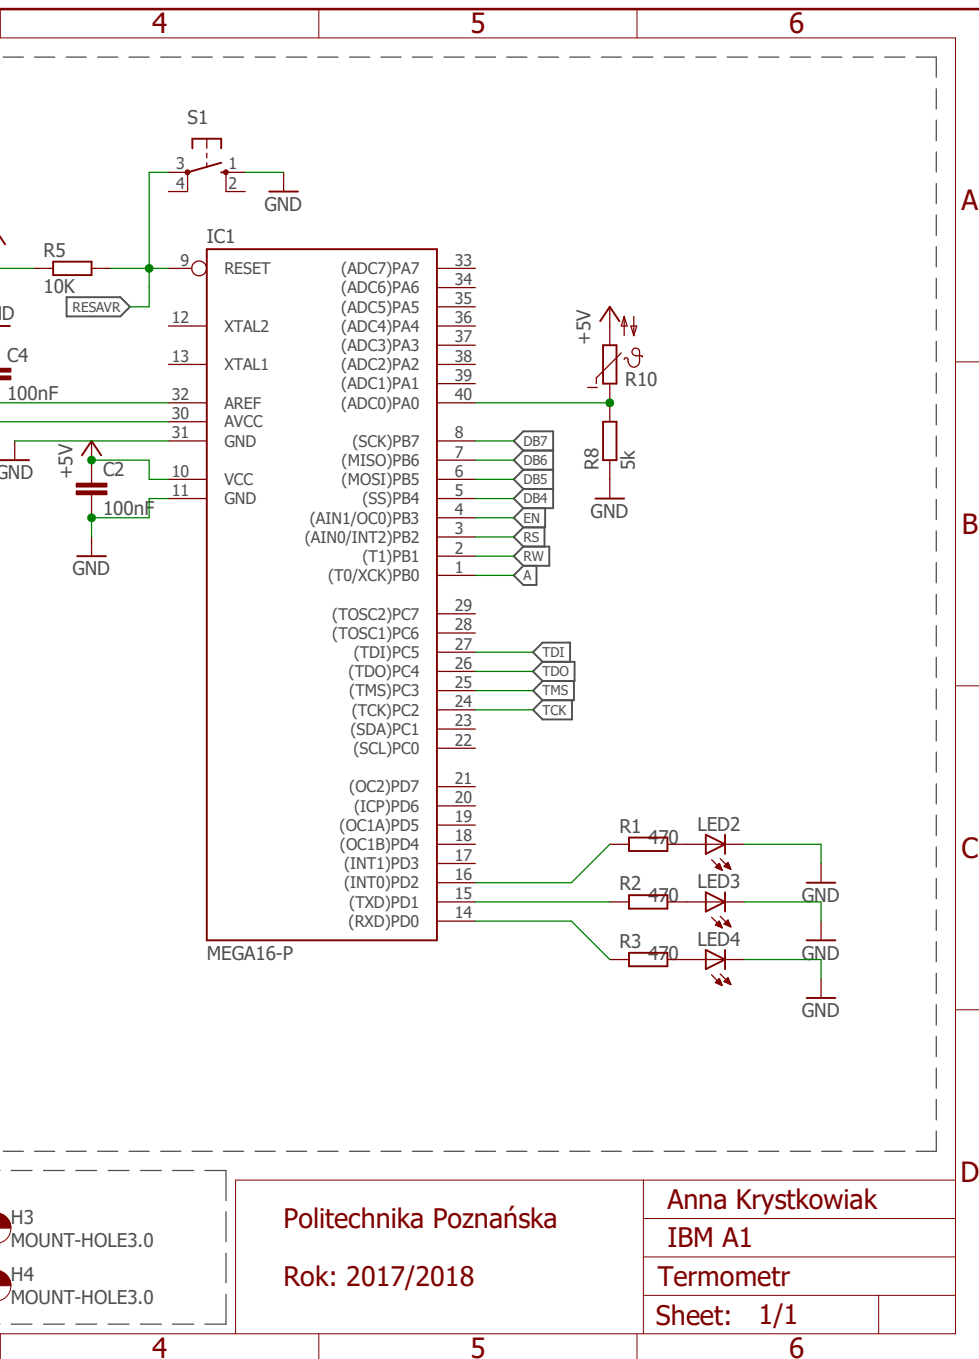 4 5 6
A
S1
3 1
4 2
GND
IC1
R5
10K
RESAVR
9 RESET (ADC7)PA7 33
(ADC6)PA6 34
(ADC5)PA5 35
12 XTAL2 (ADC4)PA4 36
(ADC3)PA3 37
13 XTAL1 (ADC2)PA2 38
(ADC1)PA1 39
32 AREF (ADC0)PA0 40
30 AVCC
31 GND (SCK)PB7 8 DB7
(MISO)PB6 7 DB6
10 VCC (MOSI)PB5 6 DB5
11 GND (SS)PB4 5 DB4
(AIN1/OC0)PB3 4 EN
(AIN0/INT2)PB2 3 RS
(T1)PB1 2 RW
(T0/XCK)PB0 1 A
(TOSC2)PC7 29
(TOSC1)PC6 28
(TDI)PC5 27 TDI
(TDO)PC4 26 TDO
(TMS)PC3 25 TMS
(TCK)PC2 24 TCK
(SDA)PC1 23
(SCL)PC0 22
(OC2)PD7 21
(ICP)PD6 20
(OC1A)PD5 19
(OC1B)PD4 18
(INT1)PD3 17
(INT0)PD2 16
(TXD)PD1 15
(RXD)PD0 14
MEGA16-P
C4
100nF
GND
+5V
C2
100nF
GND
+5V
ϑ
R10
R8
5k
GND
B
R1 470 LED2
GND
R2 470 LED3
GND
R3 470 LED4
GND
C
D
H3
MOUNT-HOLE3.0
H4
MOUNT-HOLE3.0
Politechnika Poznańska
Rok: 2017/2018
Anna Krystkowiak
IBM A1
Termometr
Sheet: 1/1
4 5 6